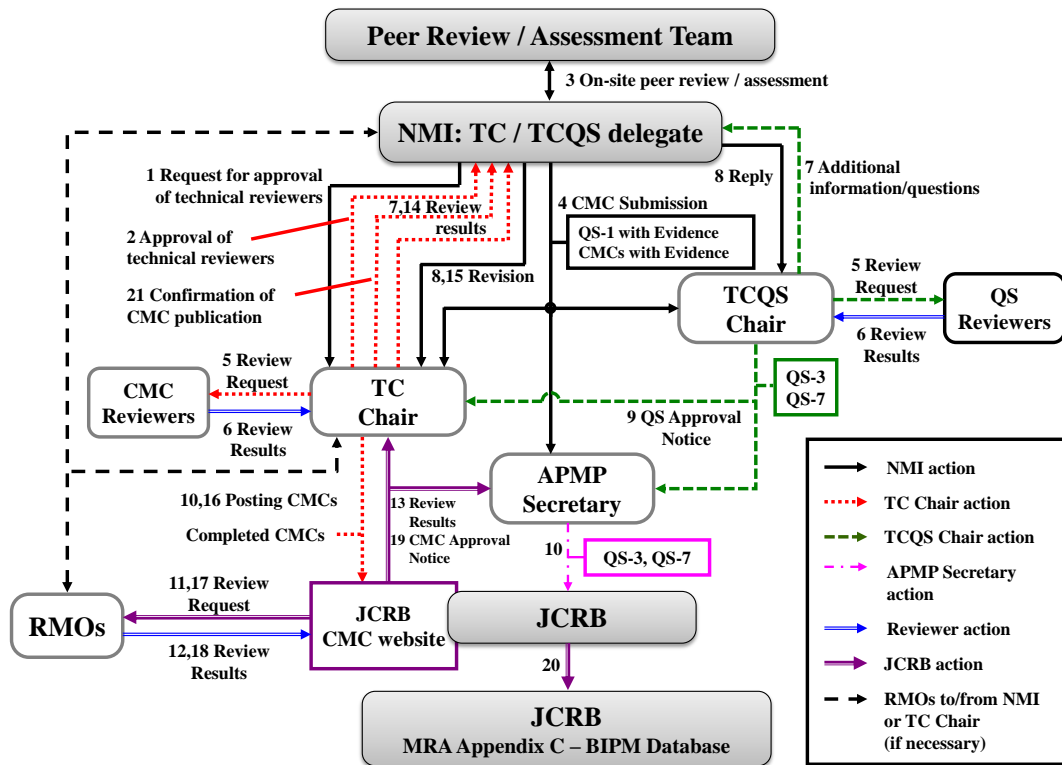 Peer Review / Assessment Team
3 On-site peer review / assessment
NMI: TC / TCQS delegate
1 Request for approval
of technical reviewers
7,14 Review
results
2 Approval of
technical reviewers
21 Confirmation of
CMC publication
8,15 Revision
4 CMC Submission
QS-1 with Evidence
CMCs with Evidence
8 Reply
7 Additional
information/questions
TCQS
Chair
5 Review
Request
6 Review
Results
QS
Reviewers
CMC
Reviewers
5 Review
Request
6 Review
Results
TC
Chair
QS-3
QS-7
9 QS Approval
Notice
APMP
Secretary
10,16 Posting CMCs
Completed CMCs
13 Review
Results
19 CMC Approval
Notice
10
QS-3, QS-7
RMOs
11,17 Review
Request
12,18 Review
Results
JCRB
CMC website
JCRB
20
JCRB
MRA Appendix C – BIPM Database
NMI action
TC Chair action
TCQS Chair action
APMP Secretary
action
Reviewer action
JCRB action
RMOs to/from NMI
or TC Chair
(if necessary)